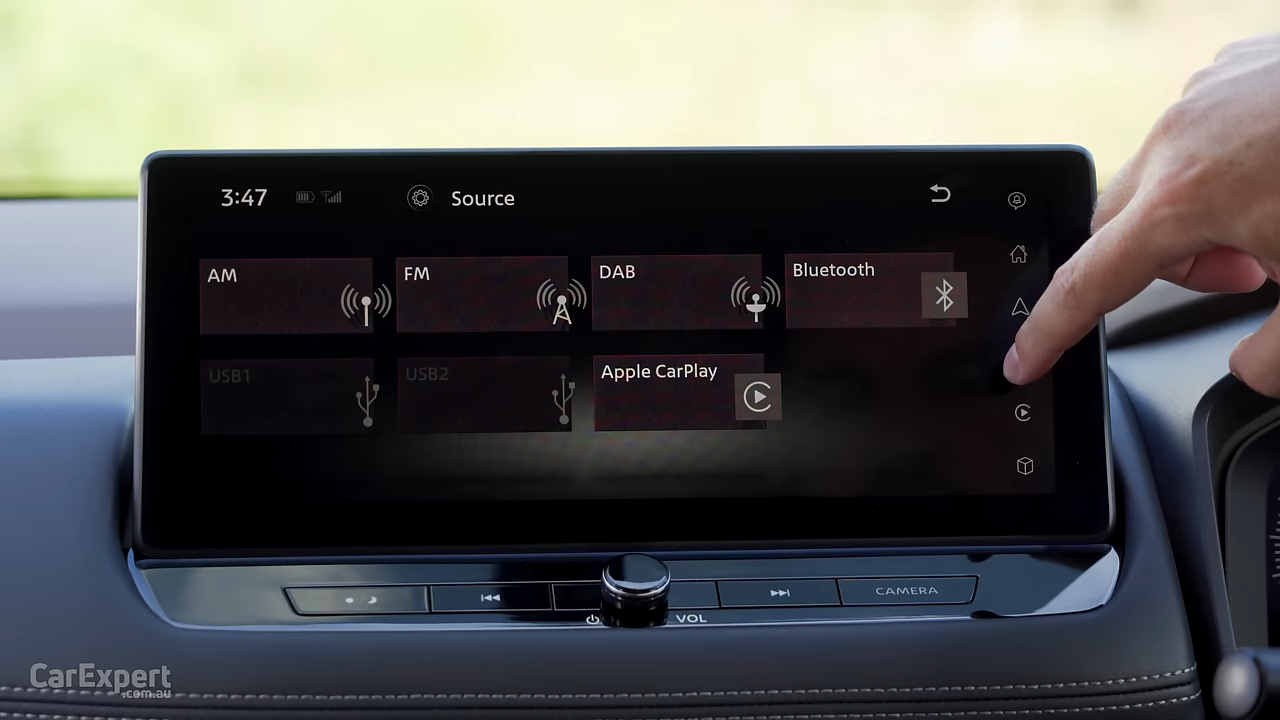 3:47 Source
AM FM DAB Bluetooth
USB1 USB2 Apple CarPlay
CAMERA
VOL
CarExpert
.com.au